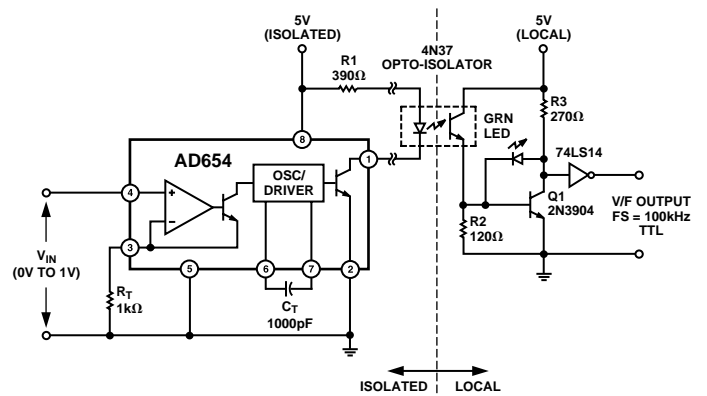 5V
(ISOLATED)
R1
390Ω
4N37
OPTO-ISOLATOR
5V
(LOCAL)
R3
270Ω
GRN
LED
8
AD654
1
OSC/
DRIVER
74LS14
4
+
−
3
Q1
2N3904
V/F OUTPUT
FS = 100kHz
TTL
VIN
(0V TO 1V)
R2
120Ω
RT
1kΩ
5
6
7
2
CT
1000pF
ISOLATED
LOCAL